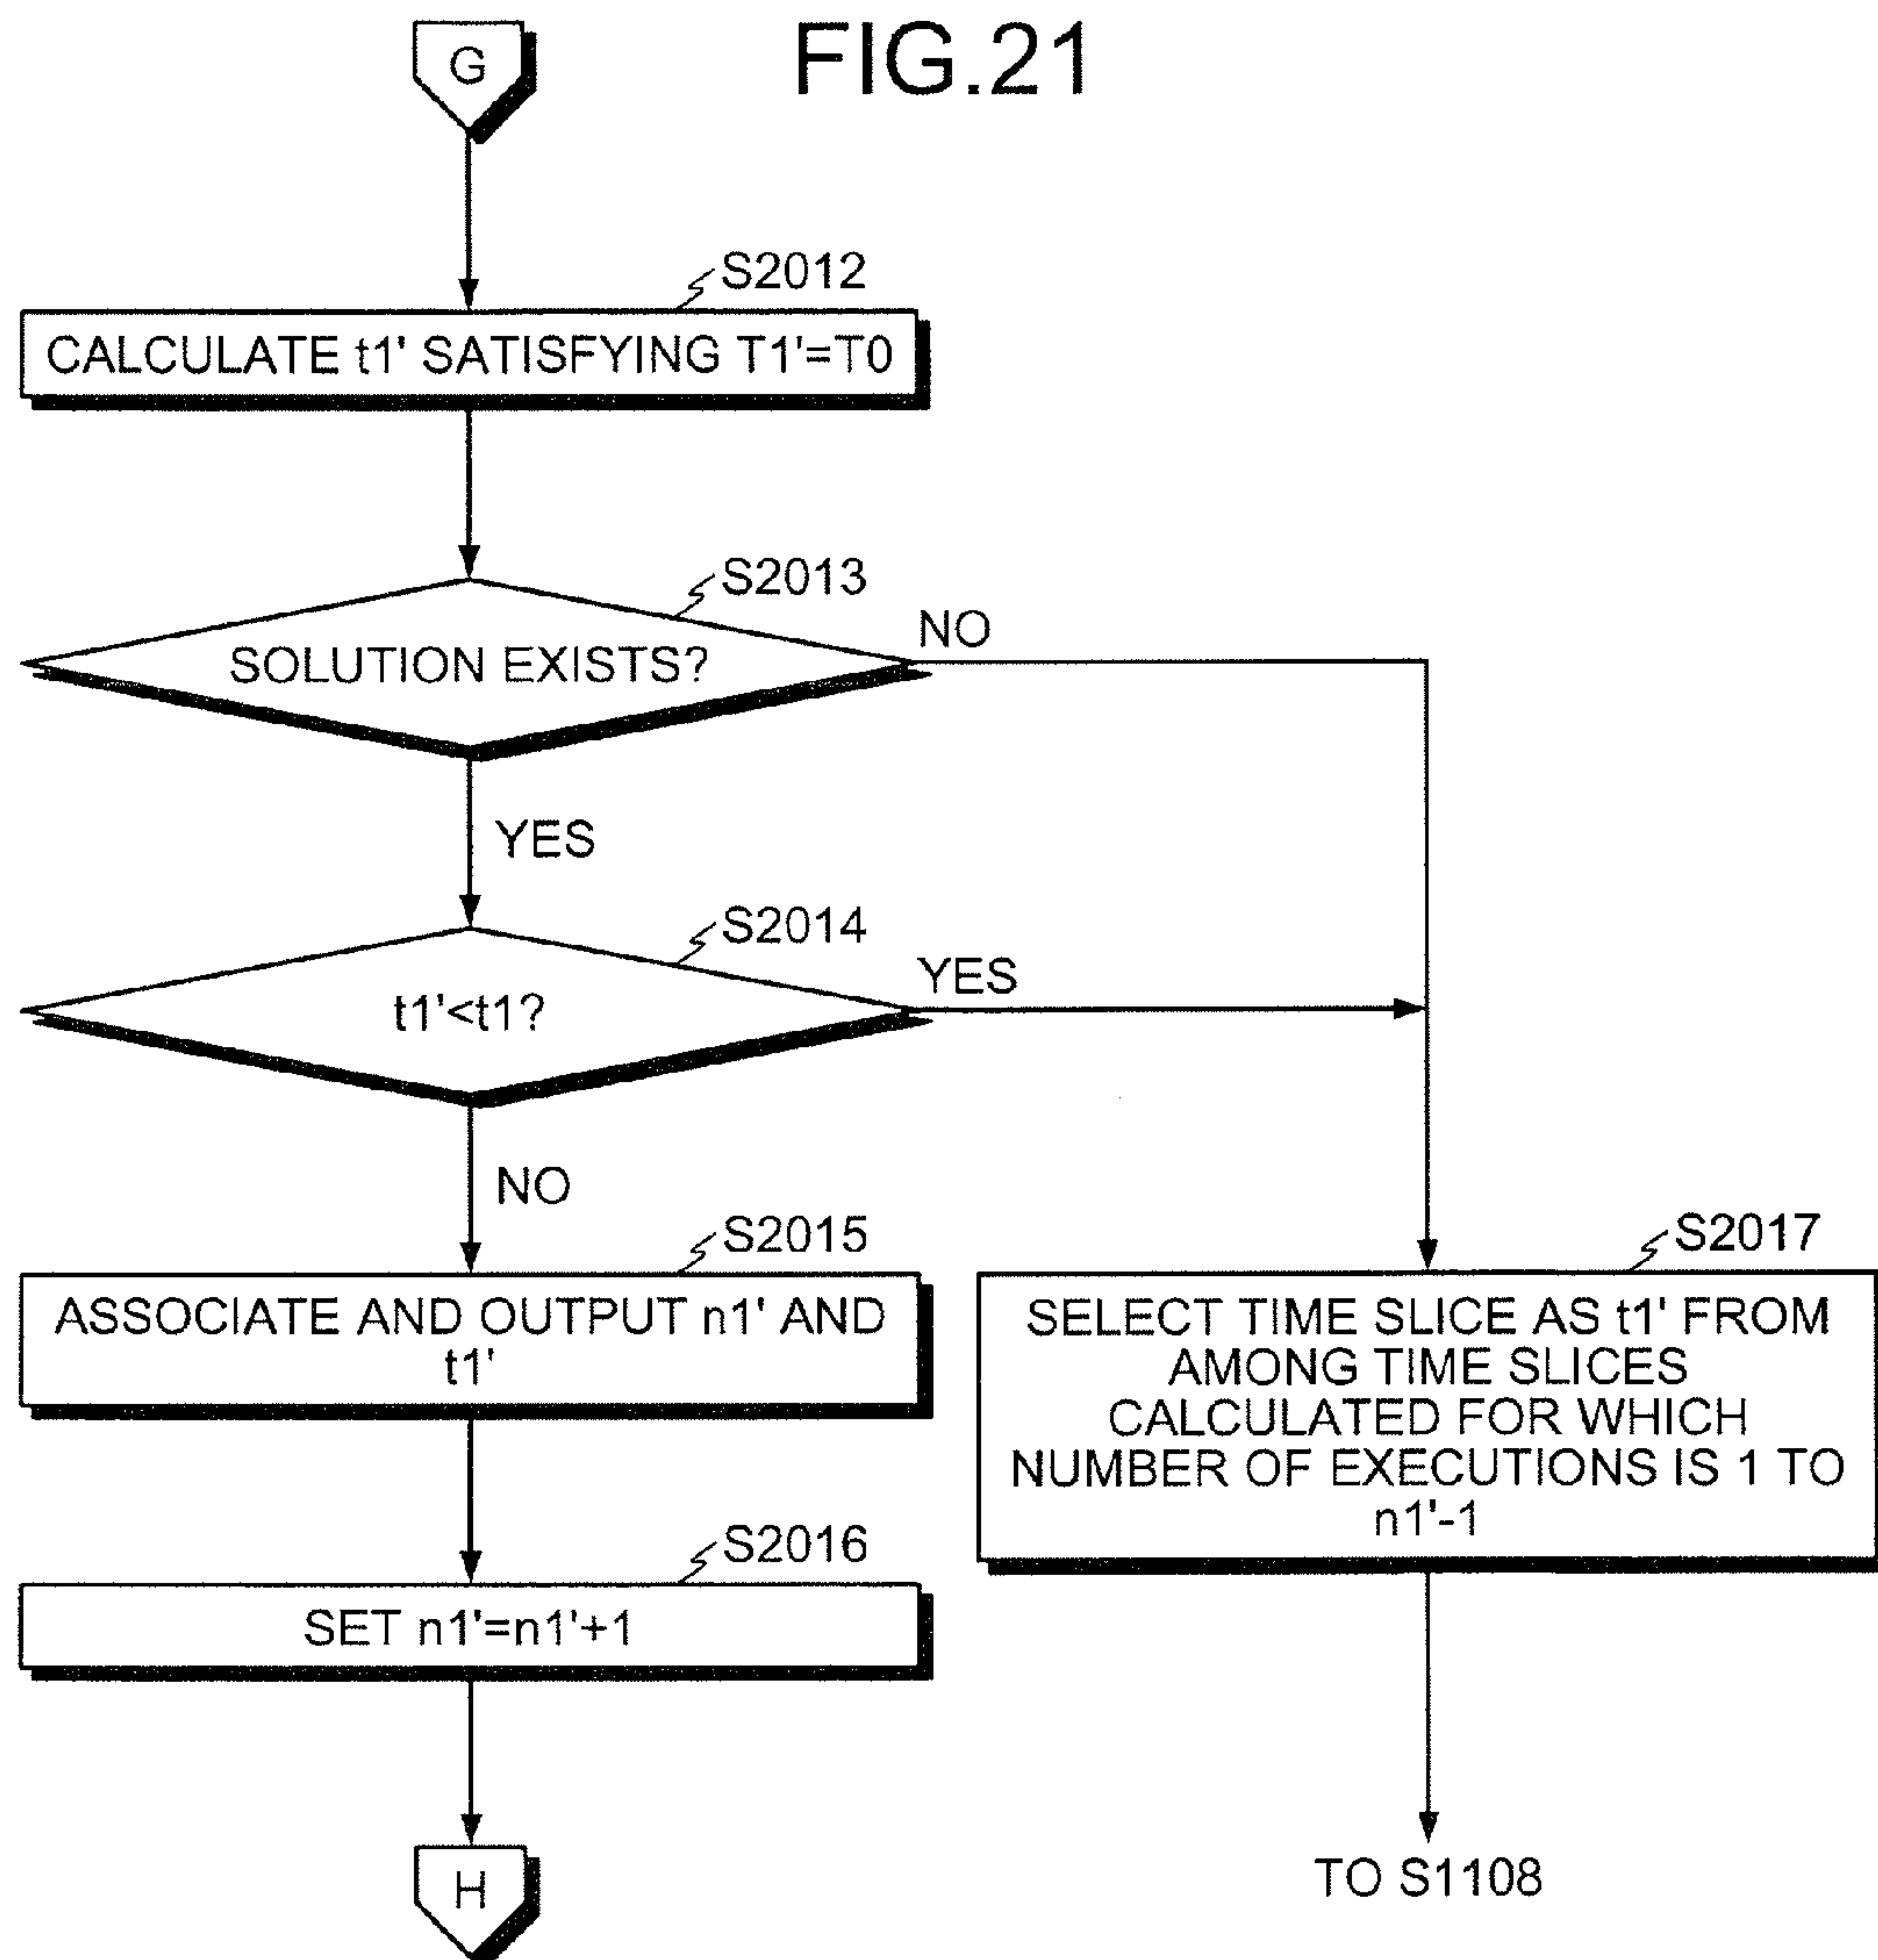 FIG.21
G
S2012
CALCULATE t1' SATISFYING T1'=T0
S2013
SOLUTION EXISTS?
NO
YES
S2014
t1'<t1?
YES
NO
S2015
ASSOCIATE AND OUTPUT n1' AND
t1'
S2016
SET n1'=n1'+1
H
S2017
SELECT TIME SLICE AS t1' FROM
AMONG TIME SLICES
CALCULATED FOR WHICH
NUMBER OF EXECUTIONS IS 1 TO
n1'-1
TO S1108